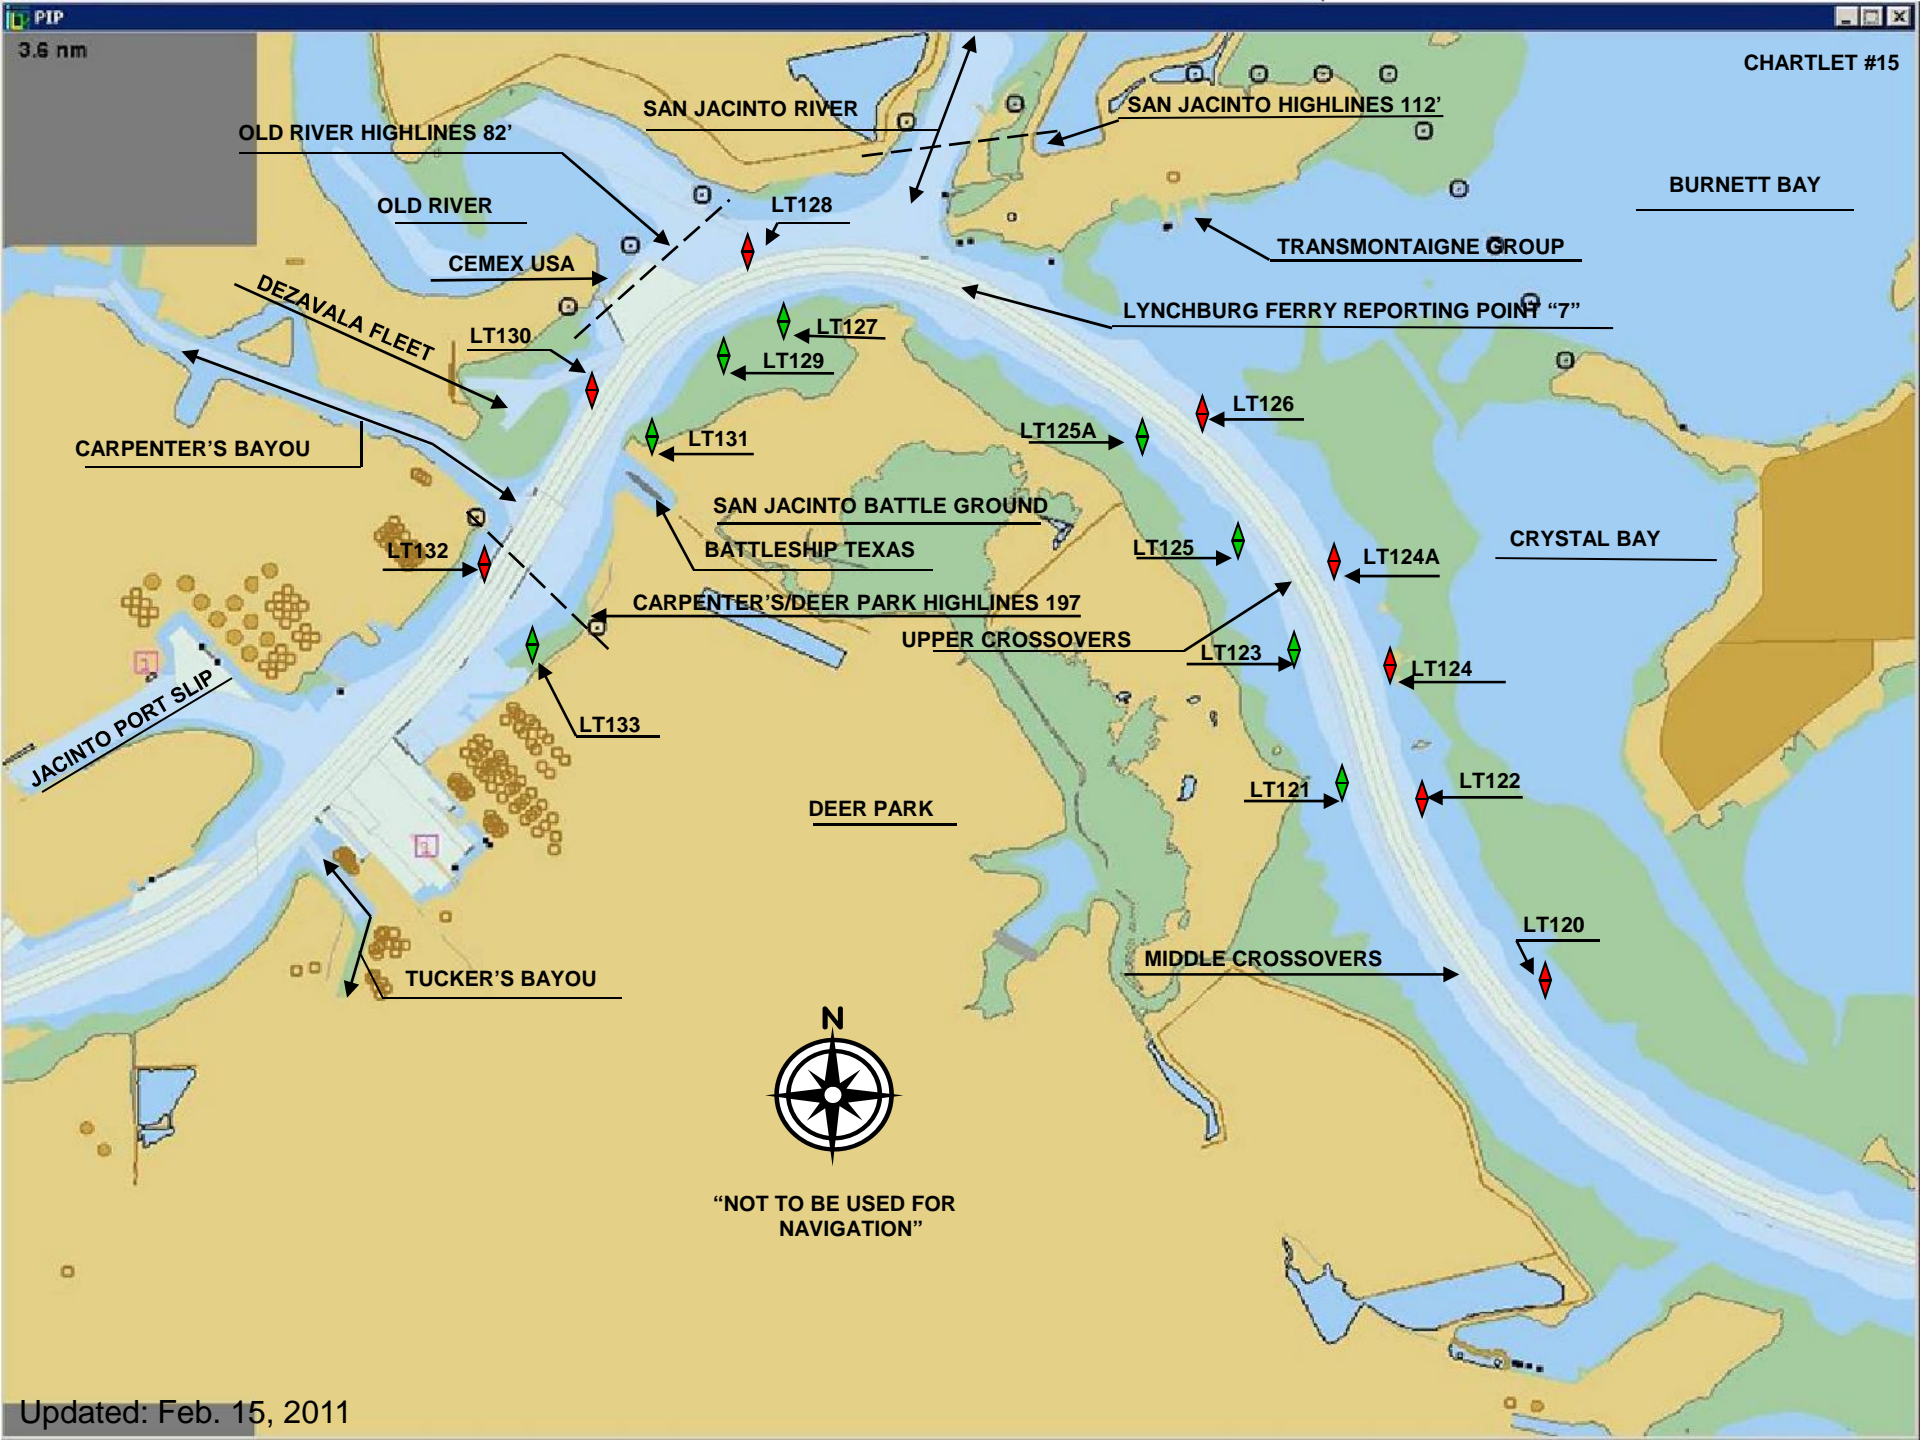 PIP
3.6 nm
CHARTLET #15
SAN JACINTO RIVER
SAN JACINTO HIGHLINES 112’
OLD RIVER HIGHLINES 82’
BURNETT BAY
OLD RIVER
LT128
TRANSMONTAIGNE GROUP
CEMEX USA
DEZAVALA FLEET
LYNCHBURG FERRY REPORTING POINT “7”
LT130
LT127
LT129
LT126
LT125A
LT131
CARPENTER’S BAYOU
SAN JACINTO BATTLE GROUND
CRYSTAL BAY
LT132
BATTLESHIP TEXAS
LT125
LT124A
CARPENTER’S/DEER PARK HIGHLINES 197
UPPER CROSSOVERS
LT123
LT124
JACINTO PORT SLIP
LT133
LT121
LT122
DEER PARK
LT120
MIDDLE CROSSOVERS
TUCKER’S BAYOU
N
“NOT TO BE USED FOR
NAVIGATION”
Updated: Feb. 15, 2011